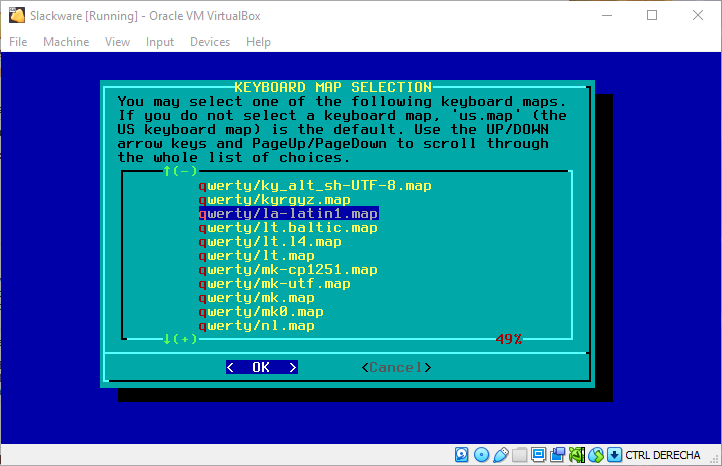 Slackware [Running] - Oracle VM VirtualBox
File Machine View Input Devices Help
KEYBOARD MAP SELECTION
You may select one of the following keyboard maps.
If you do not select a keyboard map, 'us.map' (the
US keyboard map) is the default. Use the UP/DOWN
arrow keys and PageUp/PageDown to scroll through
the whole list of choices.
↑(-)
qwerty/ky_alt_sh-UTF-8.map
qwerty/kyrgyz.map
qwerty/la-latin1.map
qwerty/lt.baltic.map
qwerty/lt.l4.map
qwerty/lt.map
qwerty/mk-cp1251.map
qwerty/mk-utf.map
qwerty/mk.map
qwerty/mk0.map
qwerty/nl.map
↓(+) 49%
< OK > <Cancel>
CTRL DERECHA